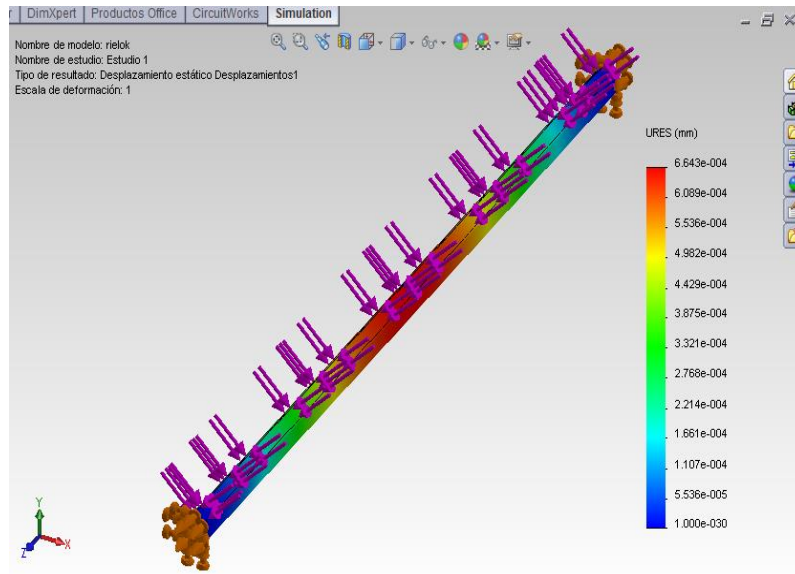 DimXpert Productos Office CircuitWorks Simulation
Nombre de modelo: rielok
Nombre de estudio: Estudio 1
Tipo de resultado: Desplazamiento estático Desplazamientos1
Escala de deformación: 1
URES (mm)
6.643e-004
6.089e-004
5.536e-004
4.982e-004
4.429e-004
3.875e-004
3.321e-004
2.768e-004
2.214e-004
1.661e-004
1.107e-004
5.536e-005
1.000e-030
Y
Z X